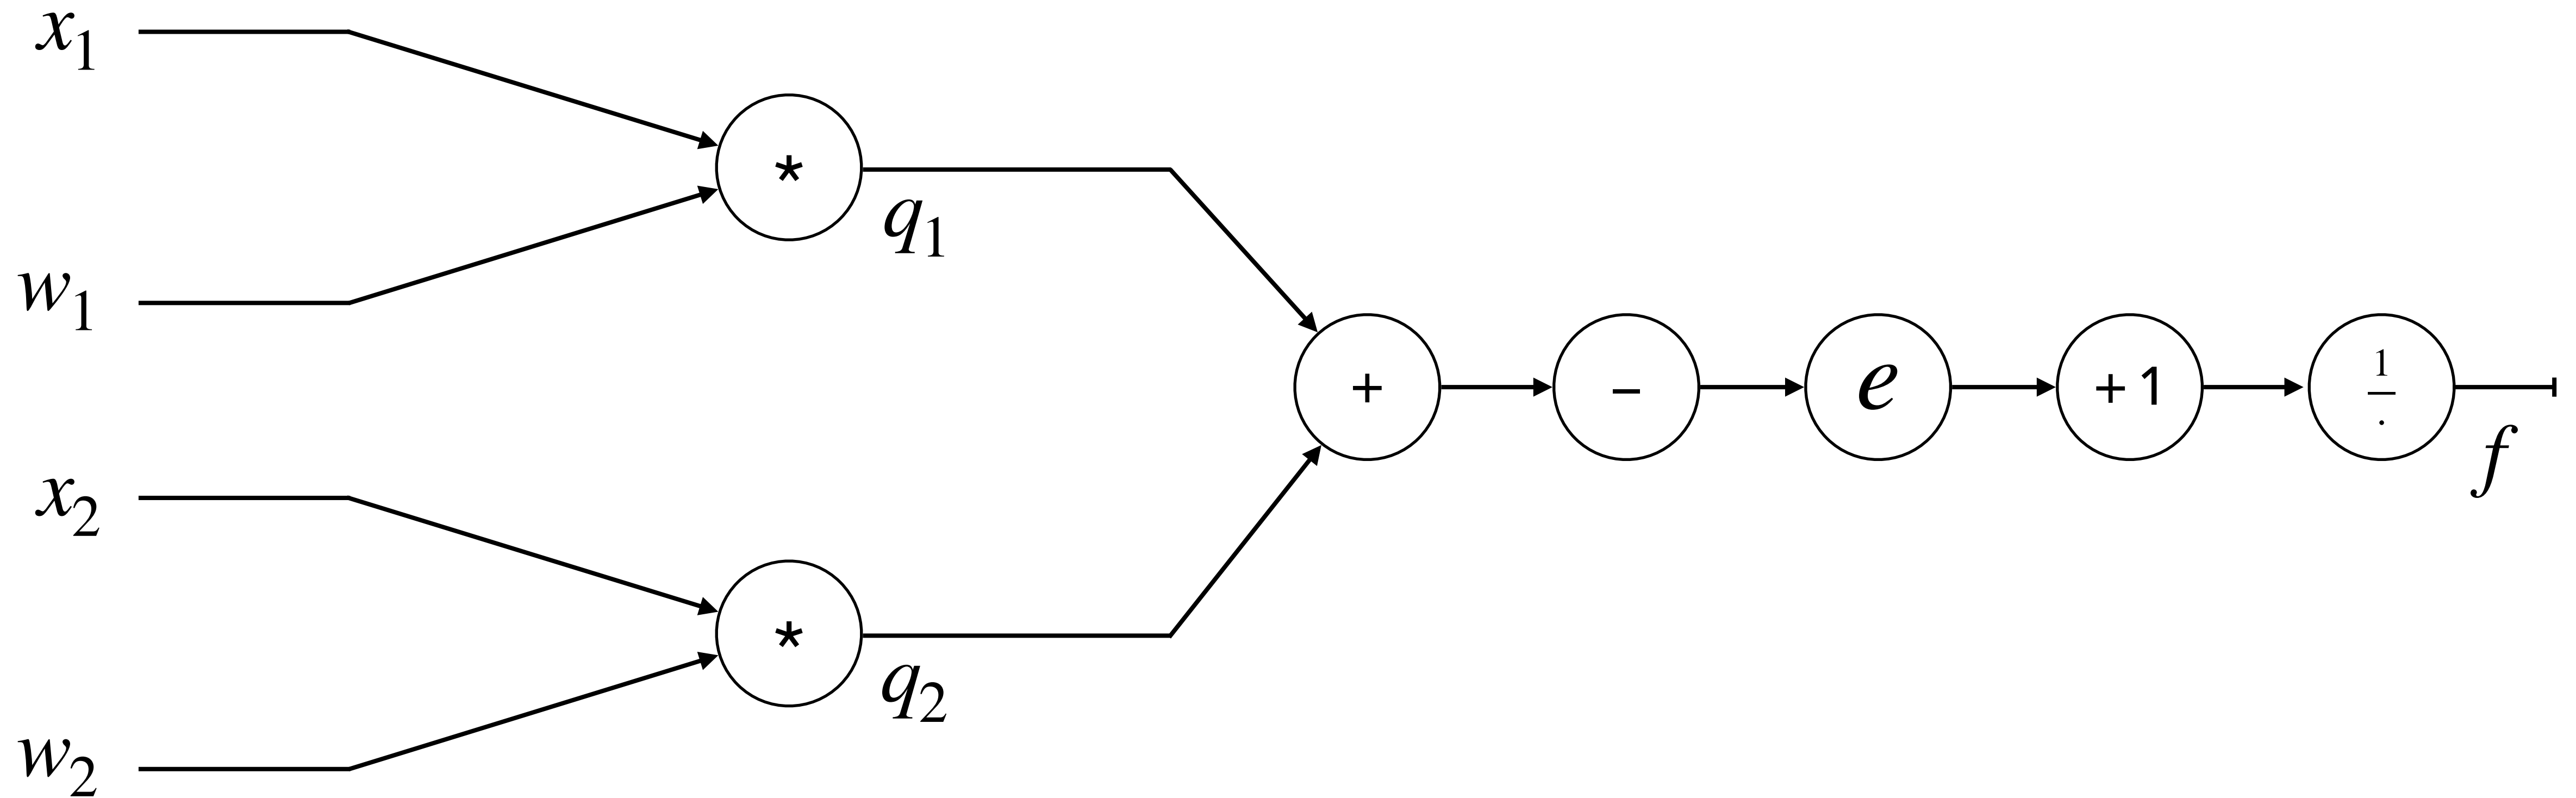 x₁
*
w₁
q₁
+
–
e
+1
1
—
·
f
x₂
*
w₂
q₂